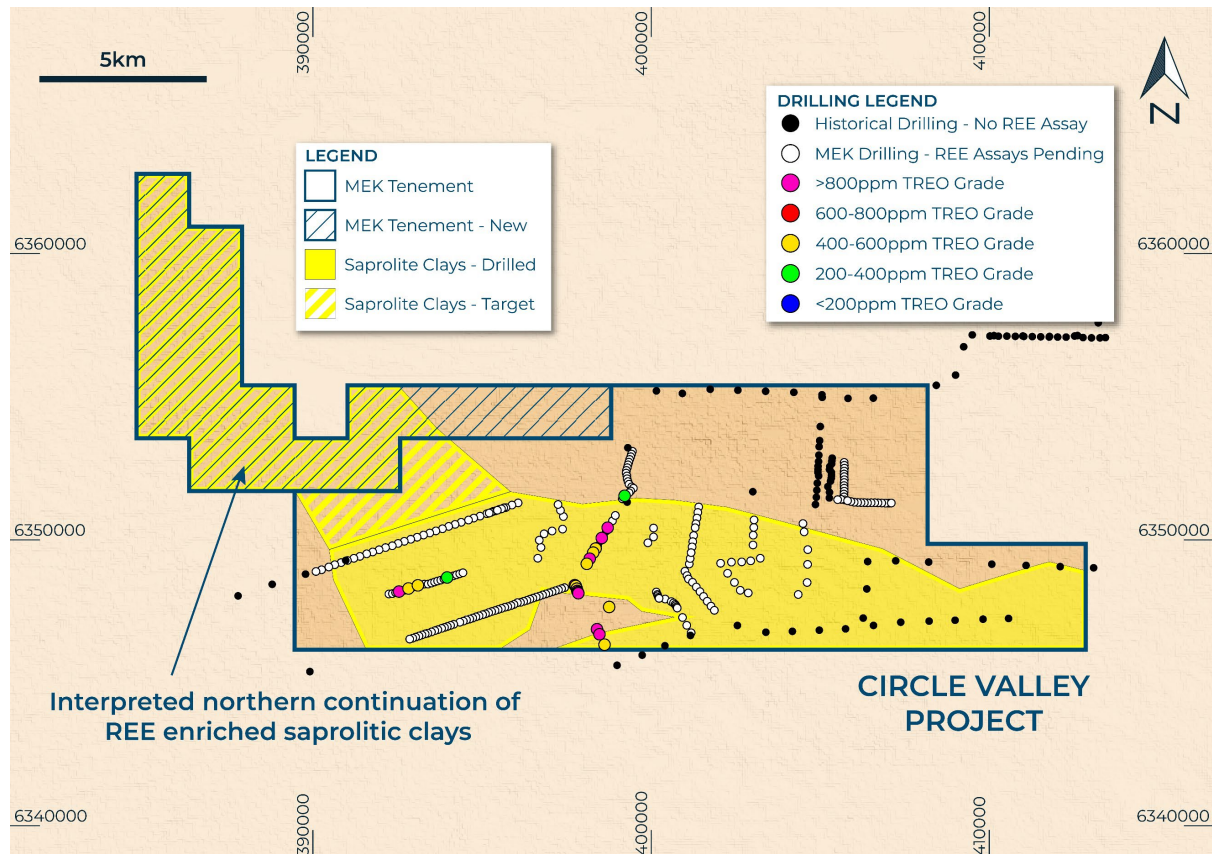 390000
400000
410000
5km
N
DRILLING LEGEND
Historical Drilling - No REE Assay
MEK Drilling - REE Assays Pending
>800ppm TREO Grade
600-800ppm TREO Grade
400-600ppm TREO Grade
200-400ppm TREO Grade
<200ppm TREO Grade
LEGEND
MEK Tenement
MEK Tenement - New
Saprolite Clays - Drilled
Saprolite Clays - Target
6360000
6360000
6350000
6350000
Interpreted northern continuation of
REE enriched saprolitic clays
CIRCLE VALLEY
PROJECT
6340000
6340000
390000
400000
410000